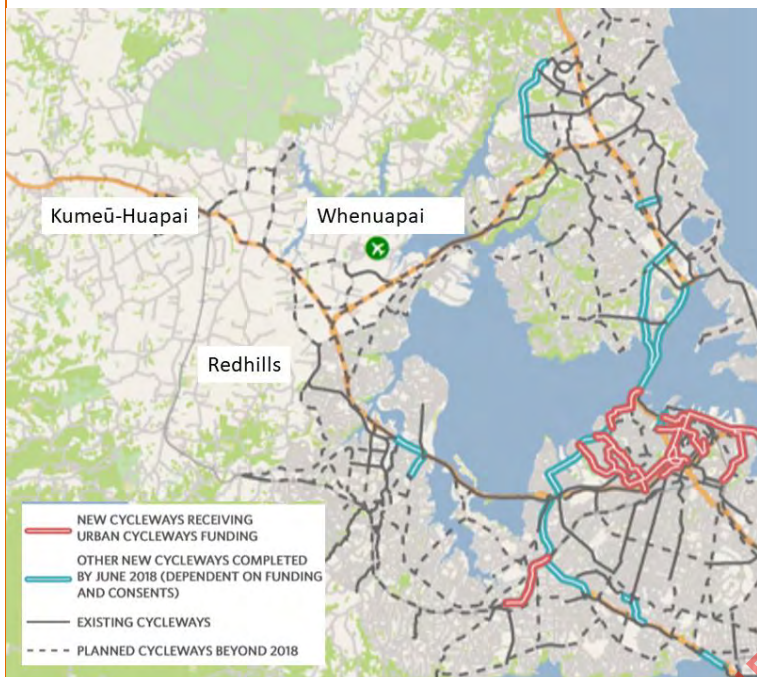 Kumeū-Huapai
Whenuapai
Redhills
NEW CYCLEWAYS RECEIVING
URBAN CYCLEWAYS FUNDING
OTHER NEW CYCLEWAYS COMPLETED
BY JUNE 2018 (DEPENDENT ON FUNDING
AND CONSENTS)
EXISTING CYCLEWAYS
PLANNED CYCLEWAYS BEYOND 2018